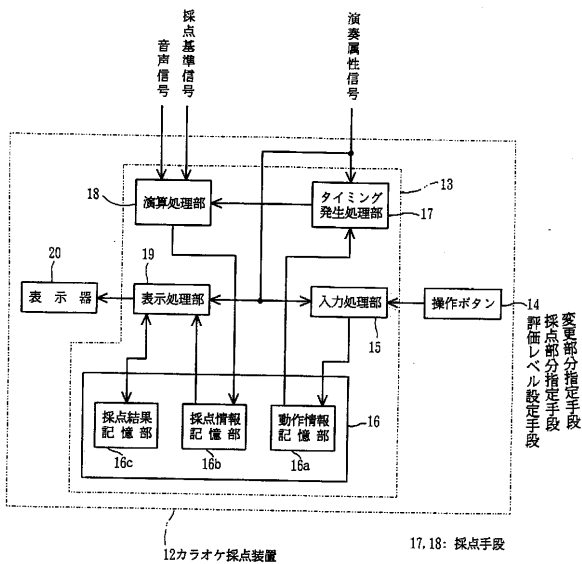 音声信号
採点基準信号
演奏属性信号
13
18
演算処理部
タイミング
発生処理部
17
20
19
表示器
表示処理部
入力処理部
操作ボタン
14
変更部分指定手段
採点部分指定手段
評価レベル設定手段
15
16
採点結果
記憶部
採点情報
記憶部
動作情報
記憶部
16c
16b
16a
12カラオケ採点装置
17,18: 採点手段